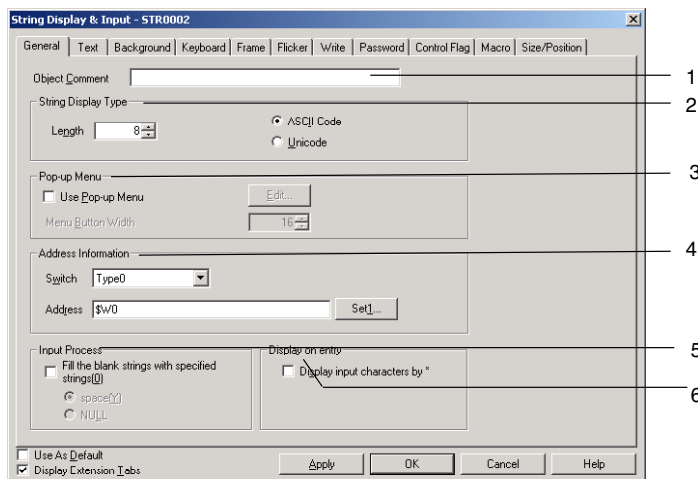 String Display & Input - STR0002
General Text Background Keyboard Frame Flicker Write Password Control Flag Macro Size/Position
Object Comment 1
String Display Type 2
Length 8 ASCII Code
Unicode
Pop-up Menu 3
Use Pop-up Menu Edit...
Menu Button Width 16
Address Information 4
Switch Type0
Address $W0 Set1...
Input Process Display on entry 5
Fill the blank strings with specified Display input characters by *
strings(0)
space(Y) 6
NULL
Use As Default
Display Extension Tabs Apply OK Cancel Help